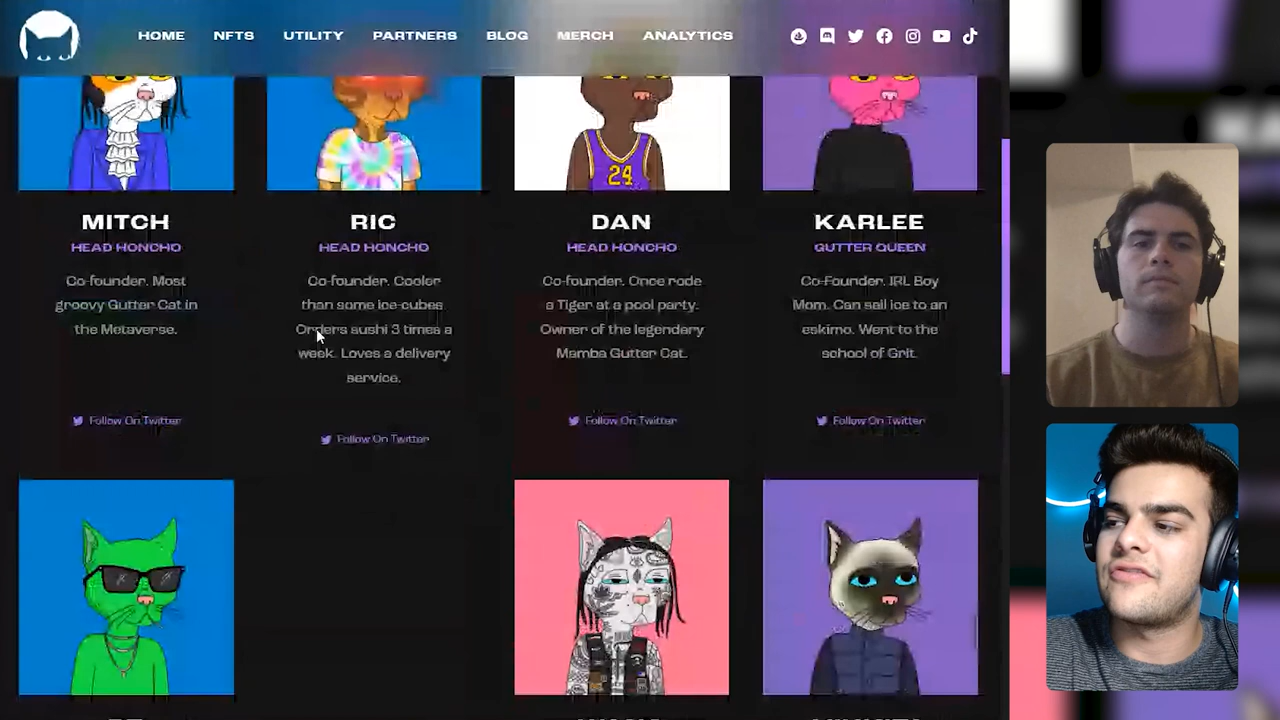 HOME NFTS UTILITY PARTNERS BLOG MERCH ANALYTICS
24
MITCH
HEAD HONCHO
Co-founder. Most
groovy Gutter Cat in
the Metaverse.
Follow On Twitter
RIC
HEAD HONCHO
Co-founder. Cooler
than some ice-cubes.
Orders sushi 3 times a
week. Loves a delivery
service.
Follow On Twitter
DAN
HEAD HONCHO
Co-founder. Once rode
a Tiger at a pool party.
Owner of the legendary
Mamba Gutter Cat.
Follow On Twitter
KARLEE
GUTTER QUEEN
Co-Founder. IRL Boy
Mom. Can sell ice to an
eskimo. Went to the
school of Grit.
Follow On Twitter